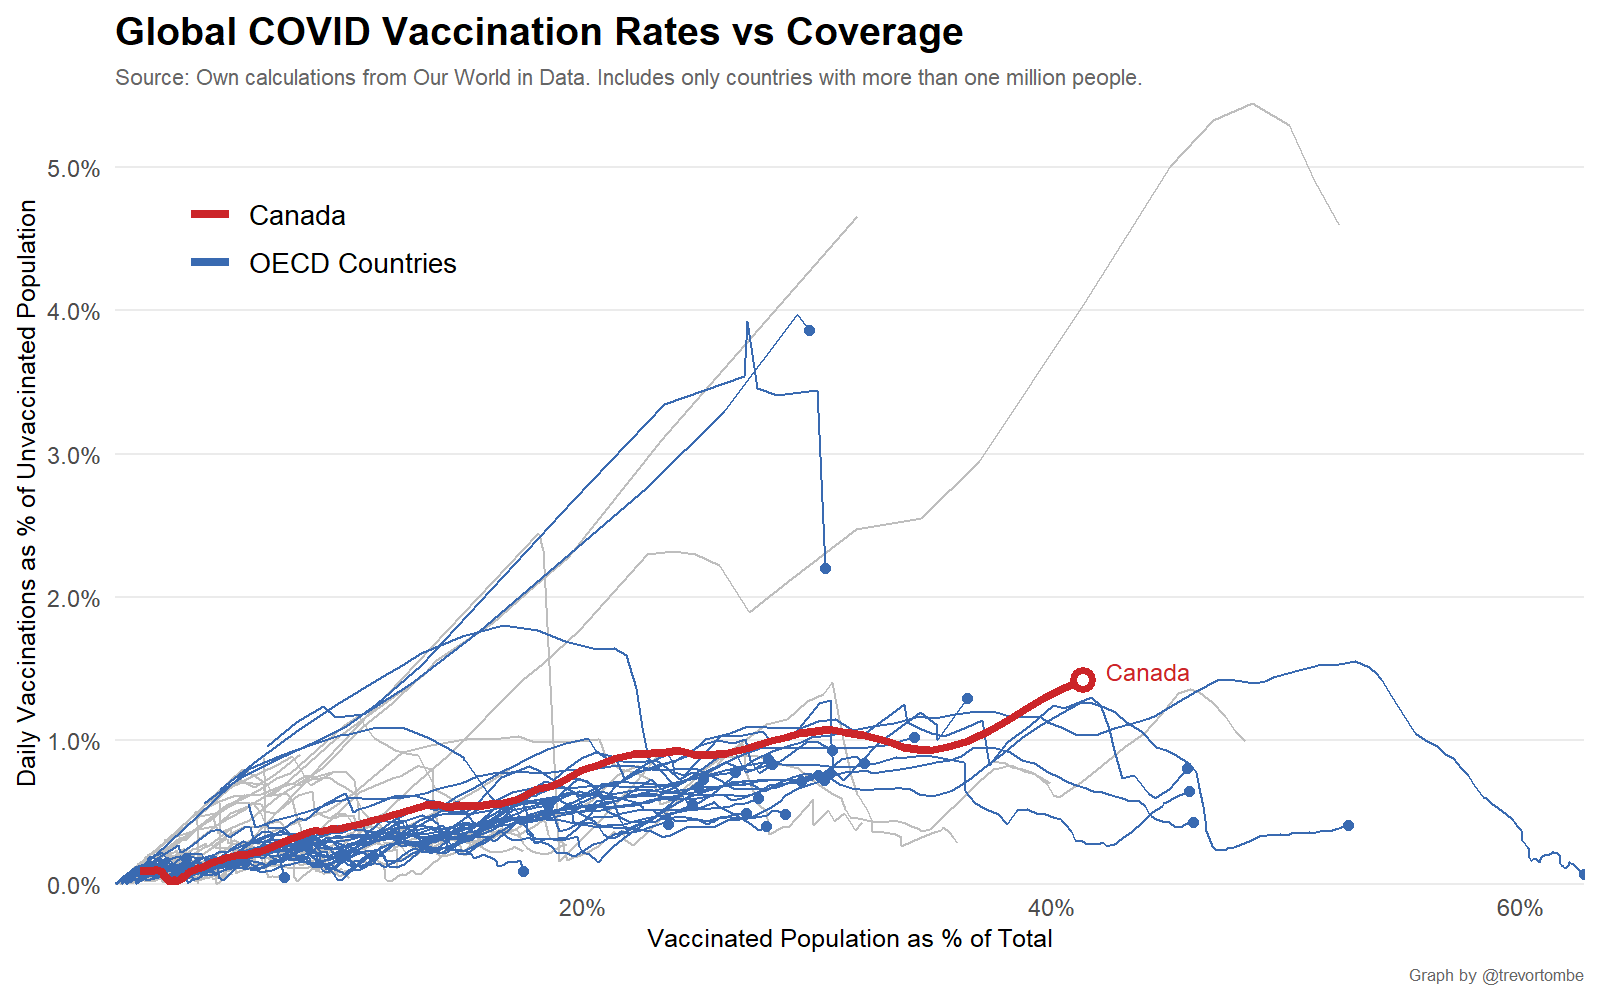 Global COVID Vaccination Rates vs Coverage
Source: Own calculations from Our World in Data. Includes only countries with more than one million people.
Daily Vaccinations as % of Unvaccinated Population
5.0%
4.0%
3.0%
2.0%
1.0%
0.0%
Canada
OECD Countries
Canada
20%
40%
60%
Vaccinated Population as % of Total
Graph by @trevortombe